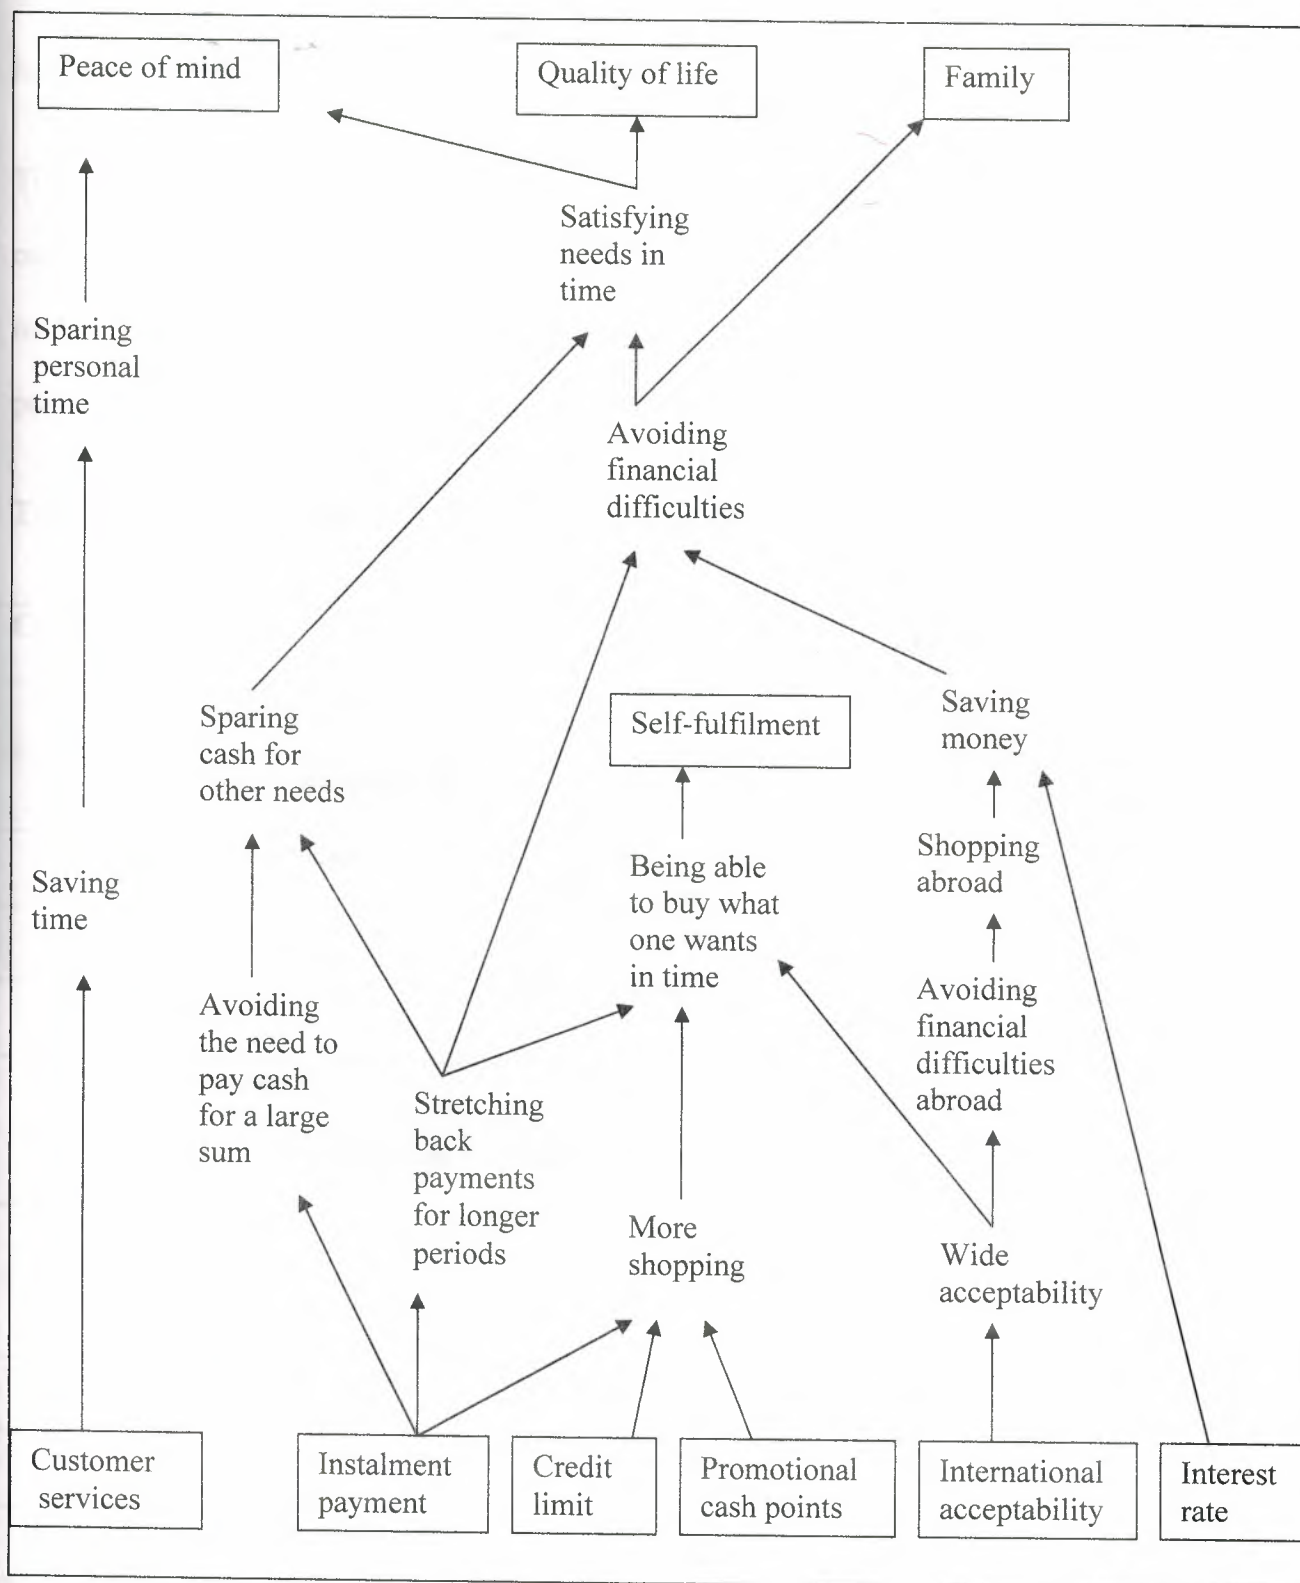 Peace of mind
Quality of life
Family
Satisfying
needs in
time
Sparing
personal
time
Avoiding
financial
difficulties
Sparing
cash for
other needs
Self-fulfilment
Saving
money
Being able
to buy what
one wants
in time
Shopping
abroad
Saving
time
Avoiding
the need to
pay cash
for a large
sum
Avoiding
financial
difficulties
abroad
Stretching
back
payments
for longer
periods
More
shopping
Wide
acceptability
Customer
services
Instalment
payment
Credit
limit
Promotional
cash points
International
acceptability
Interest
rate